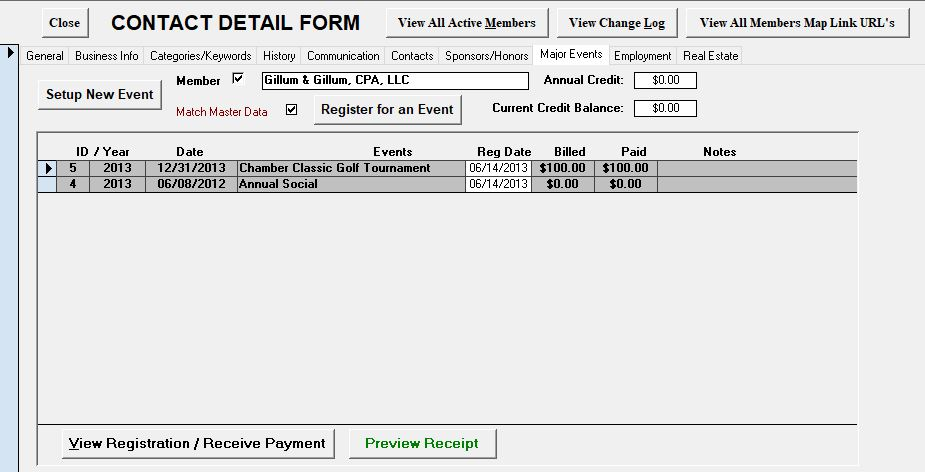 Close CONTACT DETAIL FORM View All Active Members View Change Log View All Members Map Link URL's
General Business Info Categories/Keywords History Communication Contacts Sponsors/Honors Major Events Employment Real Estate
Setup New Event Member Gillum & Gillum, CPA, LLC Annual Credit: $0.00
Match Master Data Register for an Event Current Credit Balance: $0.00
ID / Year Date Events Reg Date Billed Paid Notes
5 2013 12/31/2013 Chamber Classic Golf Tournament 06/14/2013 $100.00 $100.00
4 2013 06/08/2012 Annual Social 06/14/2013 $0.00 $0.00
View Registration / Receive Payment Preview Receipt